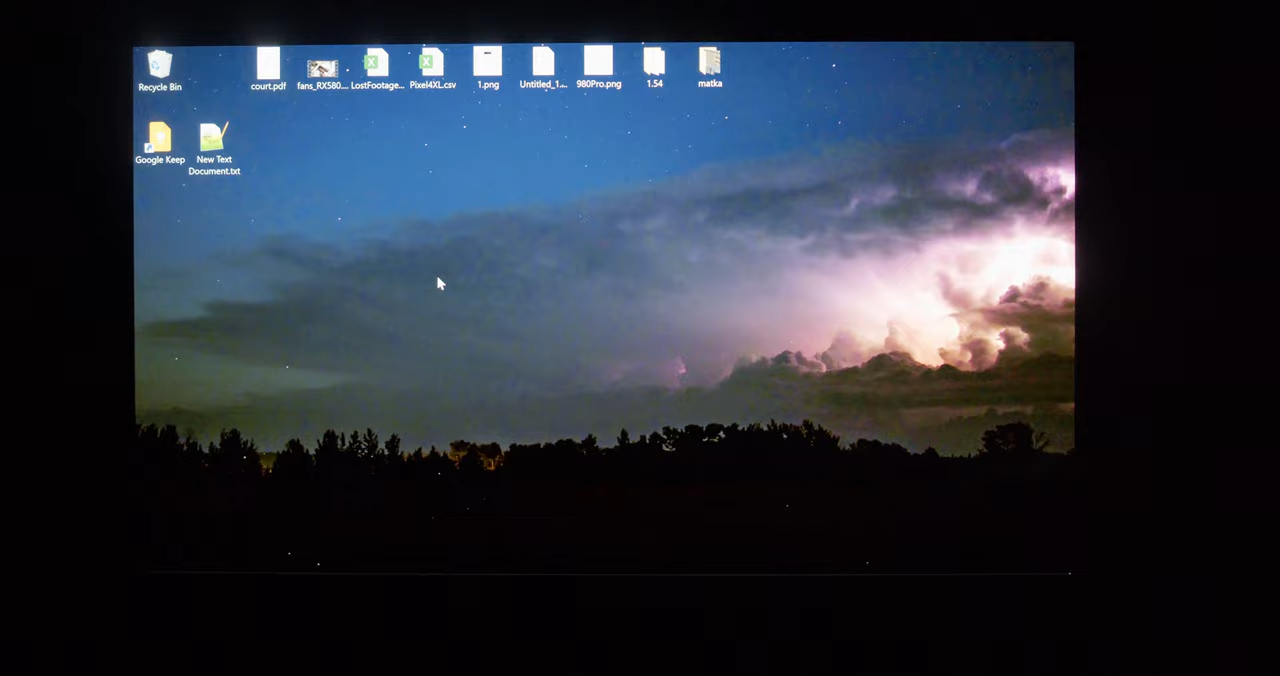 Recycle Bin
court.pdf
fans_RX580....
LostFootage...
Pixel4XL.csv
1.png
Untitled_1...
980Pro.png
1.54
matka
Google Keep
New Text
Document.txt